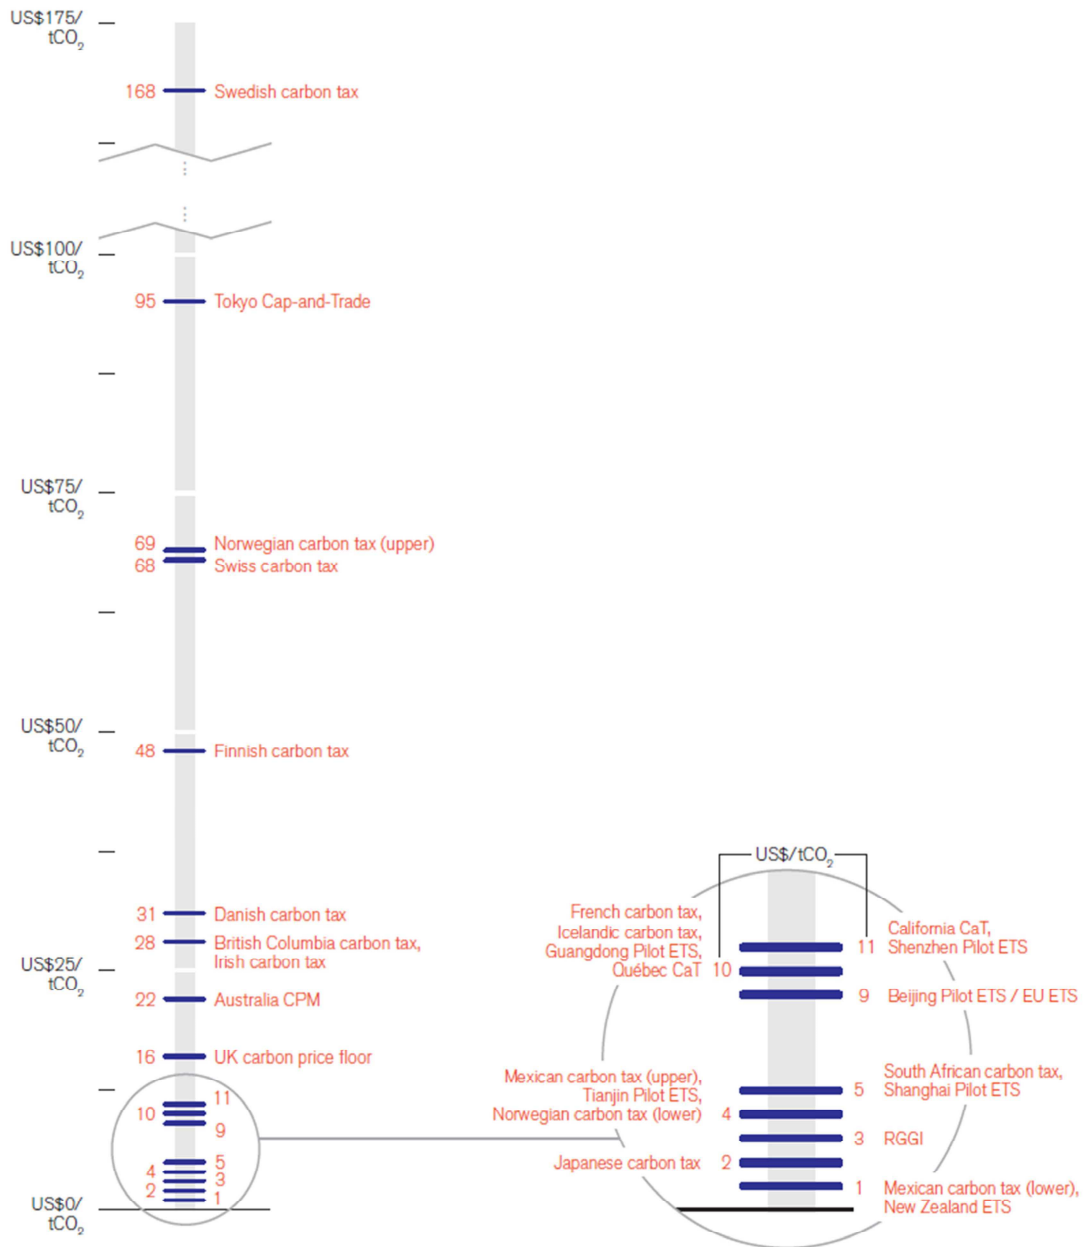 US$175/
tCO2
168 Swedish carbon tax
US$100/
tCO2
95 Tokyo Cap-and-Trade
US$75/
tCO2
69 Norwegian carbon tax (upper)
68 Swiss carbon tax
US$50/
tCO2
48 Finnish carbon tax
31 Danish carbon tax
28 British Columbia carbon tax,
Irish carbon tax
US$25/
tCO2
22 Australia CPM
16 UK carbon price floor
11
10
9
5
4
3
2
1
US$0/
tCO2
US$/tCO2
French carbon tax,
Icelandic carbon tax,
Guangdong Pilot ETS,
Québec CaT 10
California CaT,
11 Shenzhen Pilot ETS
9 Beijing Pilot ETS / EU ETS
Mexican carbon tax (upper),
Tianjin Pilot ETS,
Norwegian carbon tax (lower) 4
South African carbon tax,
5 Shanghai Pilot ETS
3 RGGI
Japanese carbon tax 2
1 Mexican carbon tax (lower),
New Zealand ETS